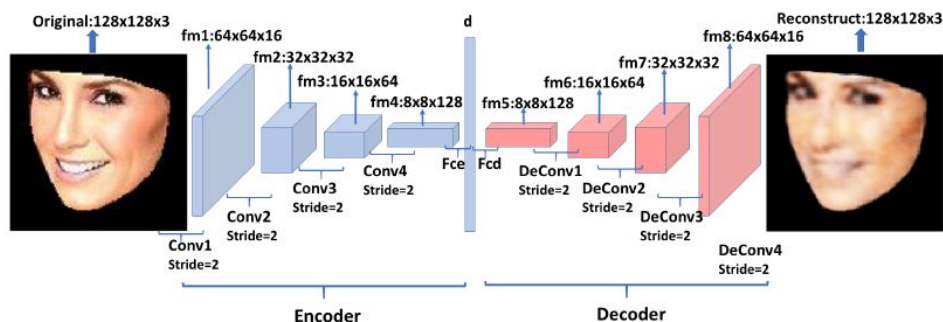 Original:128x128x3
fm1:64x64x16
fm2:32x32x32
fm3:16x16x64
fm4:8x8x128
d
fm5:8x8x128
fm6:16x16x64
fm7:32x32x32
fm8:64x64x16
Reconstruct:128x128x3
Conv1
Stride=2
Conv2
Stride=2
Conv3
Stride=2
Conv4
Stride=2
Fce
Fcd
DeConv1
Stride=2
DeConv2
Stride=2
DeConv3
Stride=2
DeConv4
Stride=2
Encoder
Decoder